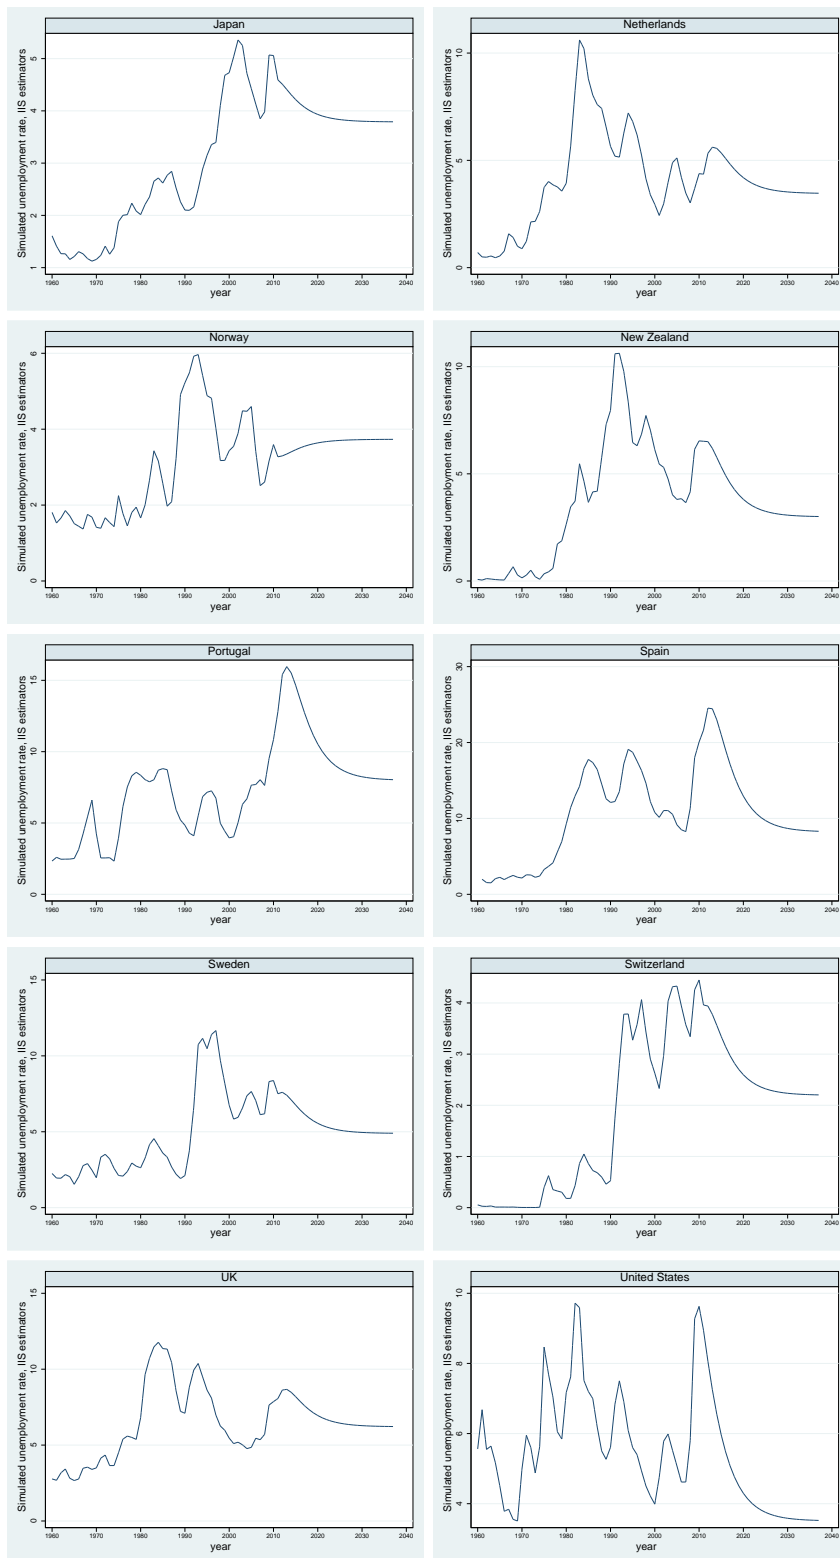 Japan
Simulated unemployment rate, IIS estimators
5
4
3
2
1
1960 1970 1980 1990 2000 2010 2020 2030 2040
year
Netherlands
Simulated unemployment rate, IIS estimators
10
5
0
1960 1970 1980 1990 2000 2010 2020 2030 2040
year
Norway
Simulated unemployment rate, IIS estimators
6
4
2
0
1960 1970 1980 1990 2000 2010 2020 2030 2040
year
New Zealand
Simulated unemployment rate, IIS estimators
10
5
0
1960 1970 1980 1990 2000 2010 2020 2030 2040
year
Portugal
Simulated unemployment rate, IIS estimators
15
10
5
0
1960 1970 1980 1990 2000 2010 2020 2030 2040
year
Spain
Simulated unemployment rate, IIS estimators
30
20
10
0
1960 1970 1980 1990 2000 2010 2020 2030 2040
year
Sweden
Simulated unemployment rate, IIS estimators
15
10
5
0
1960 1970 1980 1990 2000 2010 2020 2030 2040
year
Switzerland
Simulated unemployment rate, IIS estimators
4
3
2
1
0
1960 1970 1980 1990 2000 2010 2020 2030 2040
year
UK
Simulated unemployment rate, IIS estimators
15
10
5
0
1960 1970 1980 1990 2000 2010 2020 2030 2040
year
United States
Simulated unemployment rate, IIS estimators
10
8
6
4
1960 1970 1980 1990 2000 2010 2020 2030 2040
year